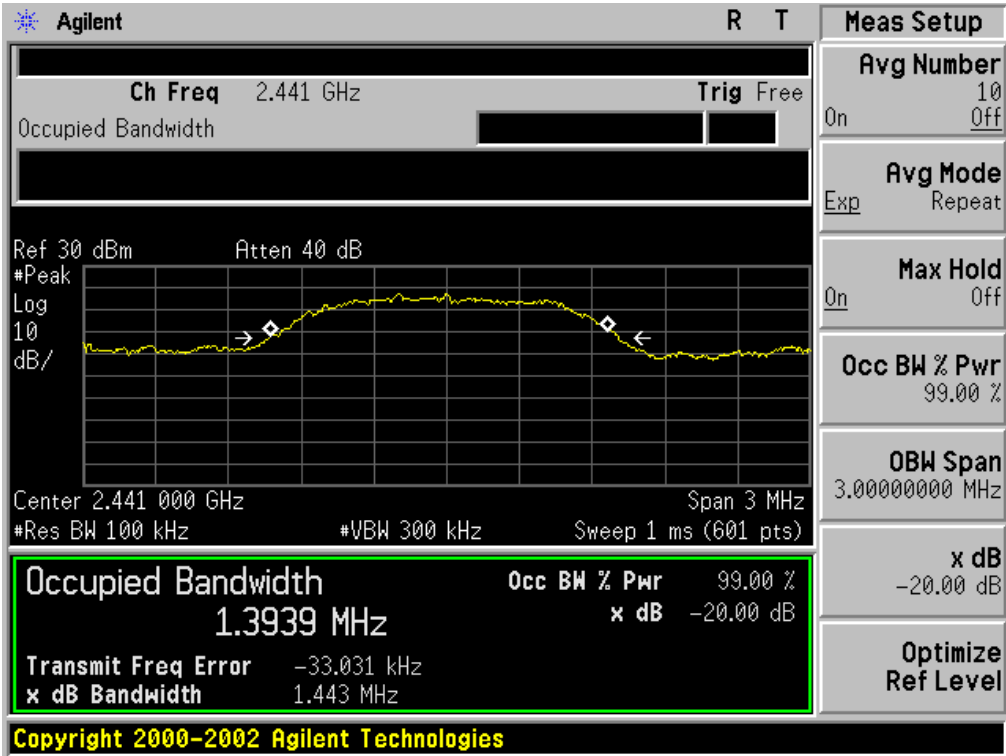 Agilent R T
Ch Freq 2.441 GHz Trig Free
Occupied Bandwidth
Ref 30 dBm Atten 40 dB
#Peak
Log
10
dB/
Center 2.441 000 GHz Span 3 MHz
#Res BW 100 kHz #VBW 300 kHz Sweep 1 ms (601 pts)
Occupied Bandwidth Occ BW % Pwr 99.00 %
1.3939 MHz x dB -20.00 dB
Transmit Freq Error -33.031 kHz
x dB Bandwidth 1.443 MHz
Copyright 2000-2002 Agilent Technologies
Meas Setup
Avg Number
10
On Off
Avg Mode
Exp Repeat
Max Hold
On Off
Occ BW % Pwr
99.00 %
OBW Span
3.00000000 MHz
x dB
-20.00 dB
Optimize
Ref Level